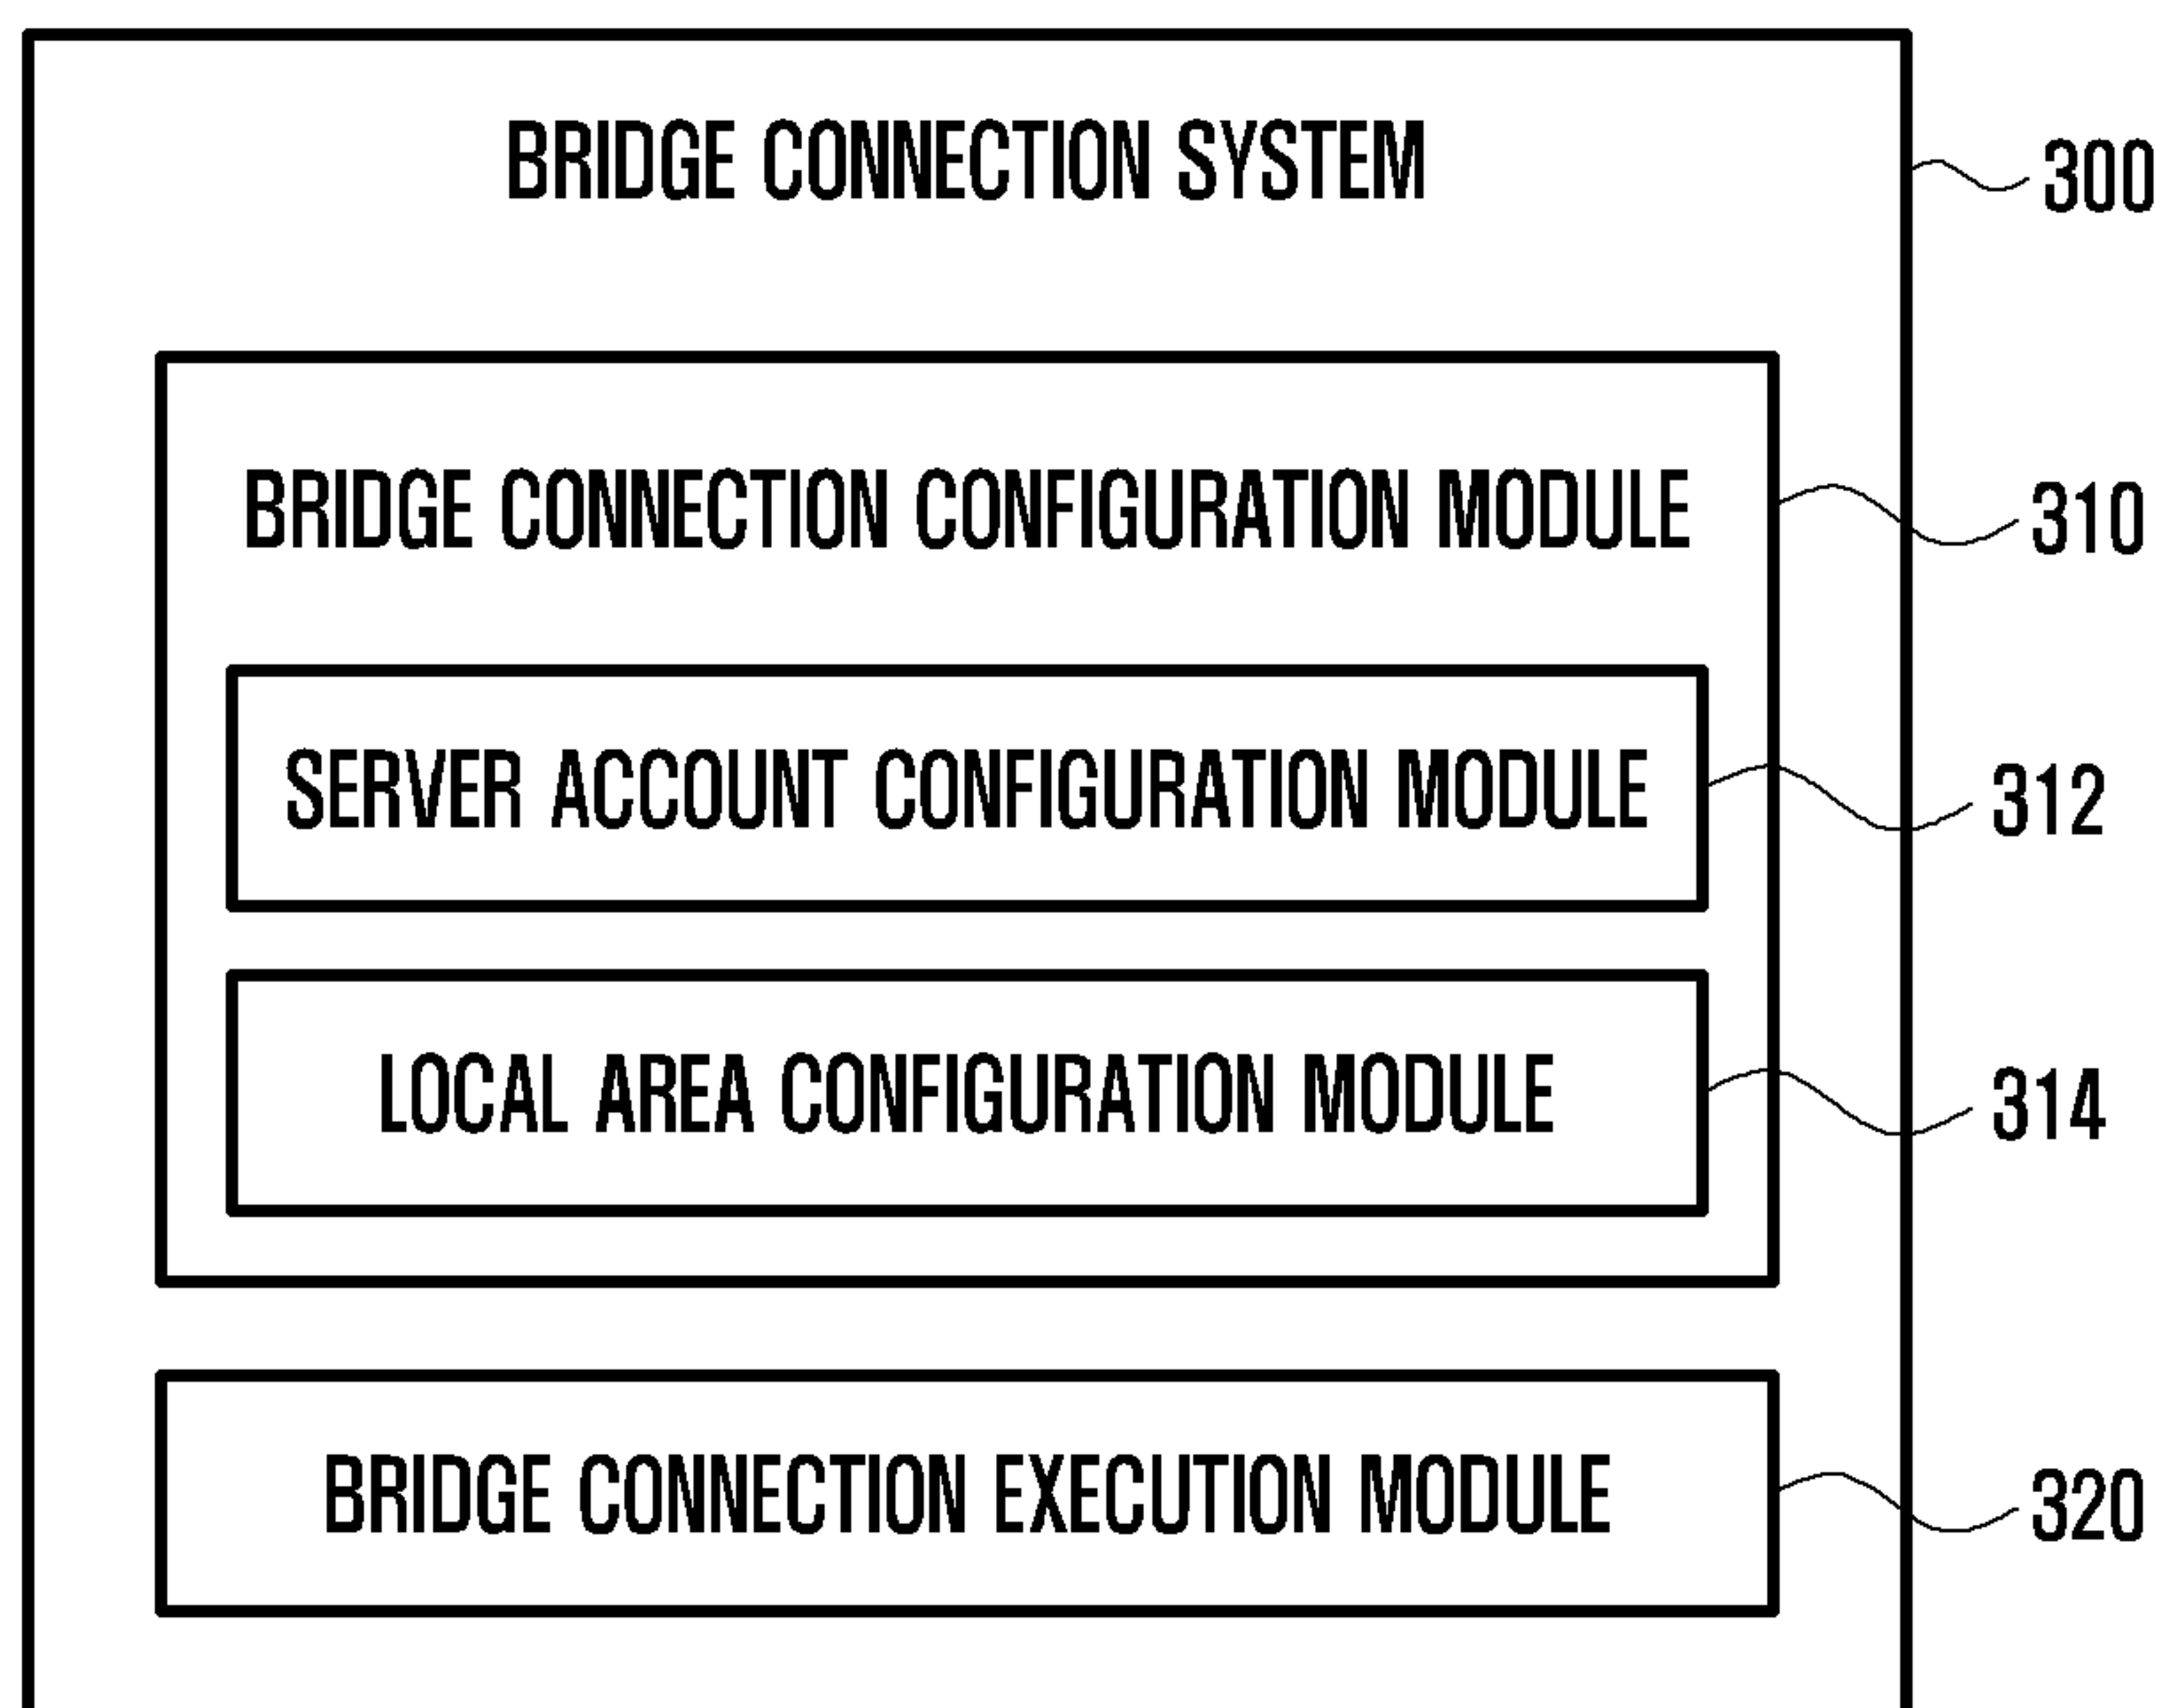 BRIDGE CONNECTION SYSTEM
300
BRIDGE CONNECTION CONFIGURATION MODULE
310
SERVER ACCOUNT CONFIGURATION MODULE
312
LOCAL AREA CONFIGURATION MODULE
314
BRIDGE CONNECTION EXECUTION MODULE
320